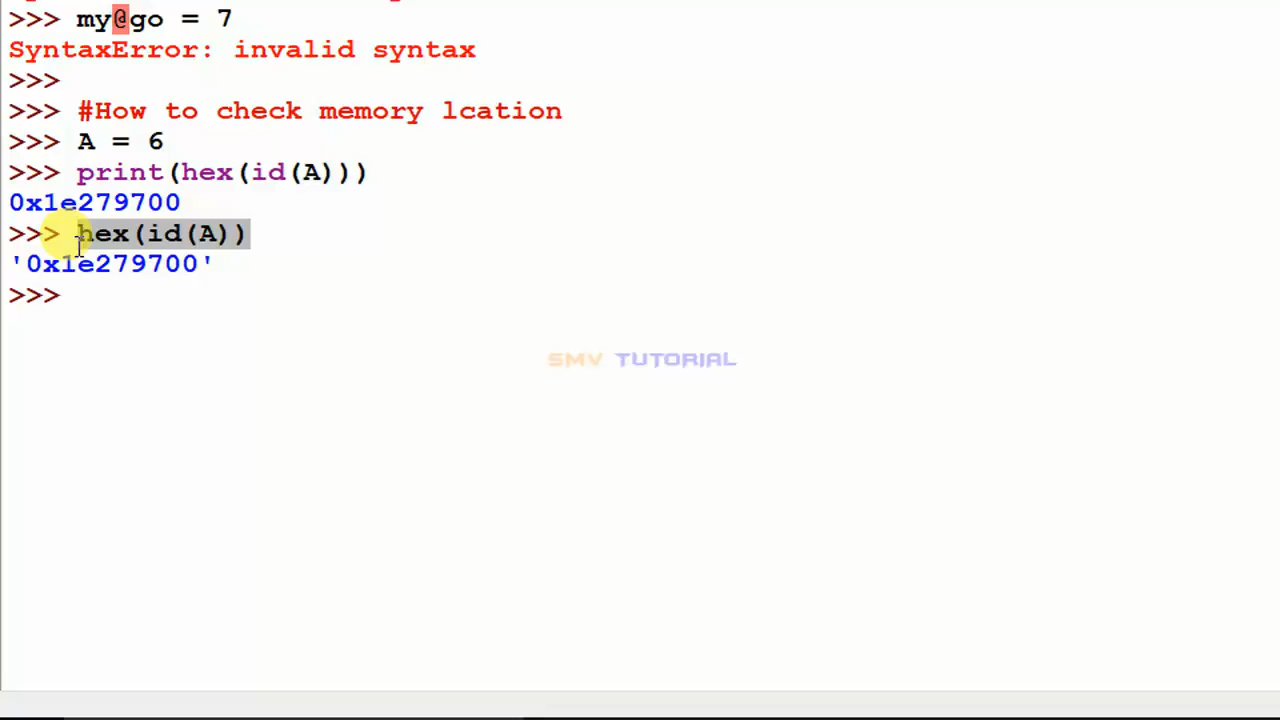 >>> my@go = 7
SyntaxError: invalid syntax
>>>
>>> #How to check memory lcation
>>> A = 6
>>> print(hex(id(A)))
0x1e279700
>>> hex(id(A))
'0x1e279700'
>>>
SMV TUTORIAL